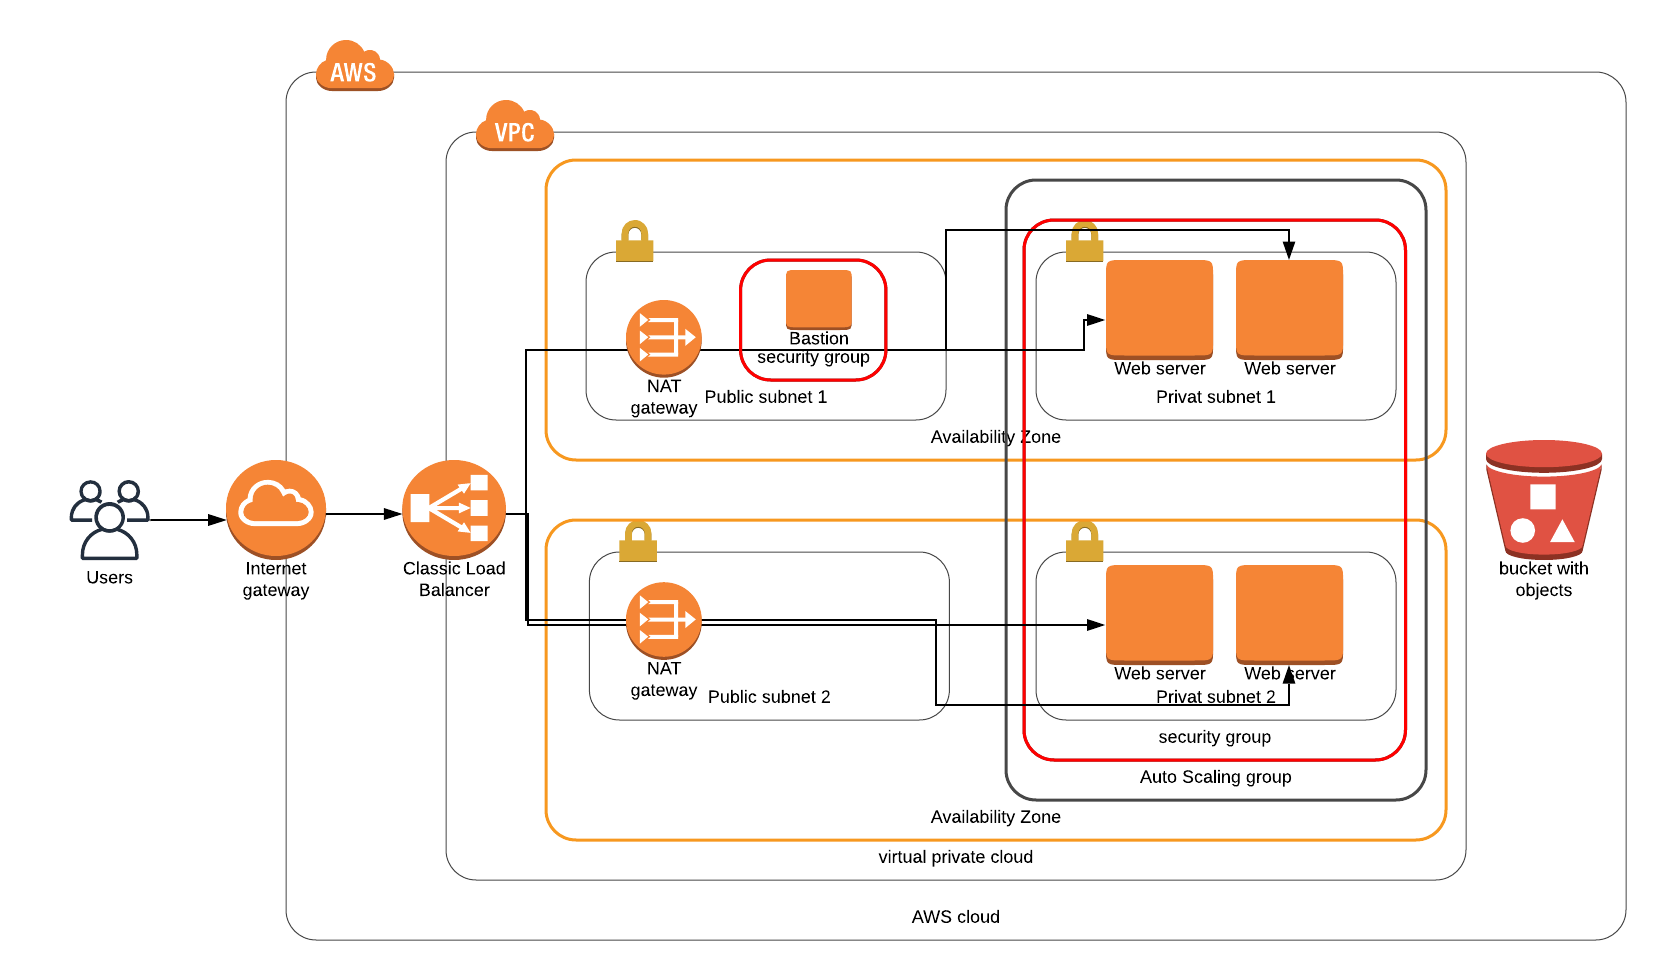 AWS
VPC
Bastion
security group
NAT
gateway
Public subnet 1
Web server
Web server
Privat subnet 1
Availability Zone
Users
Internet
gateway
Classic Load
Balancer
bucket with
objects
NAT
gateway
Public subnet 2
Web server
Web server
Privat subnet 2
security group
Auto Scaling group
Availability Zone
virtual private cloud
AWS cloud